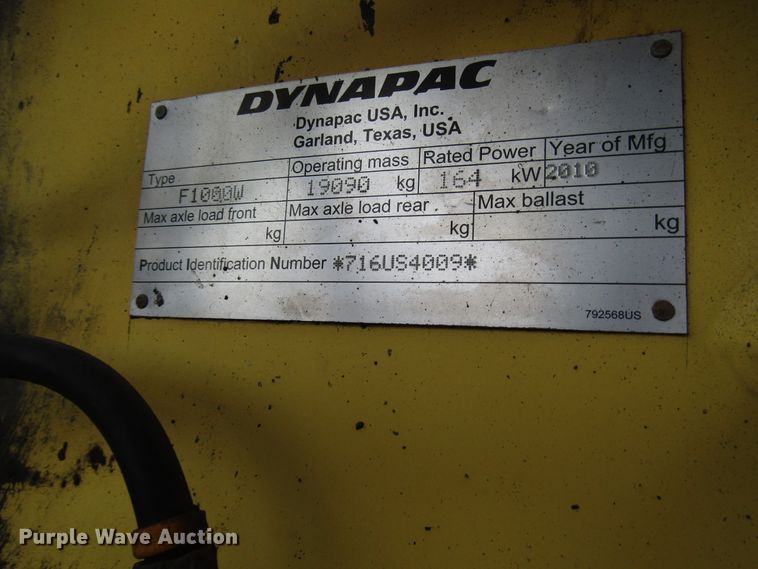 DYNAPAC
Dynapac USA, Inc.
Garland, Texas, USA
Type Operating mass Rated Power Year of Mfg
F1000W 19090 kg 164 kW 2010
Max axle load front Max axle load rear Max ballast
kg kg kg
Product Identification Number *716US4009*
792568US
Purple Wave Auction